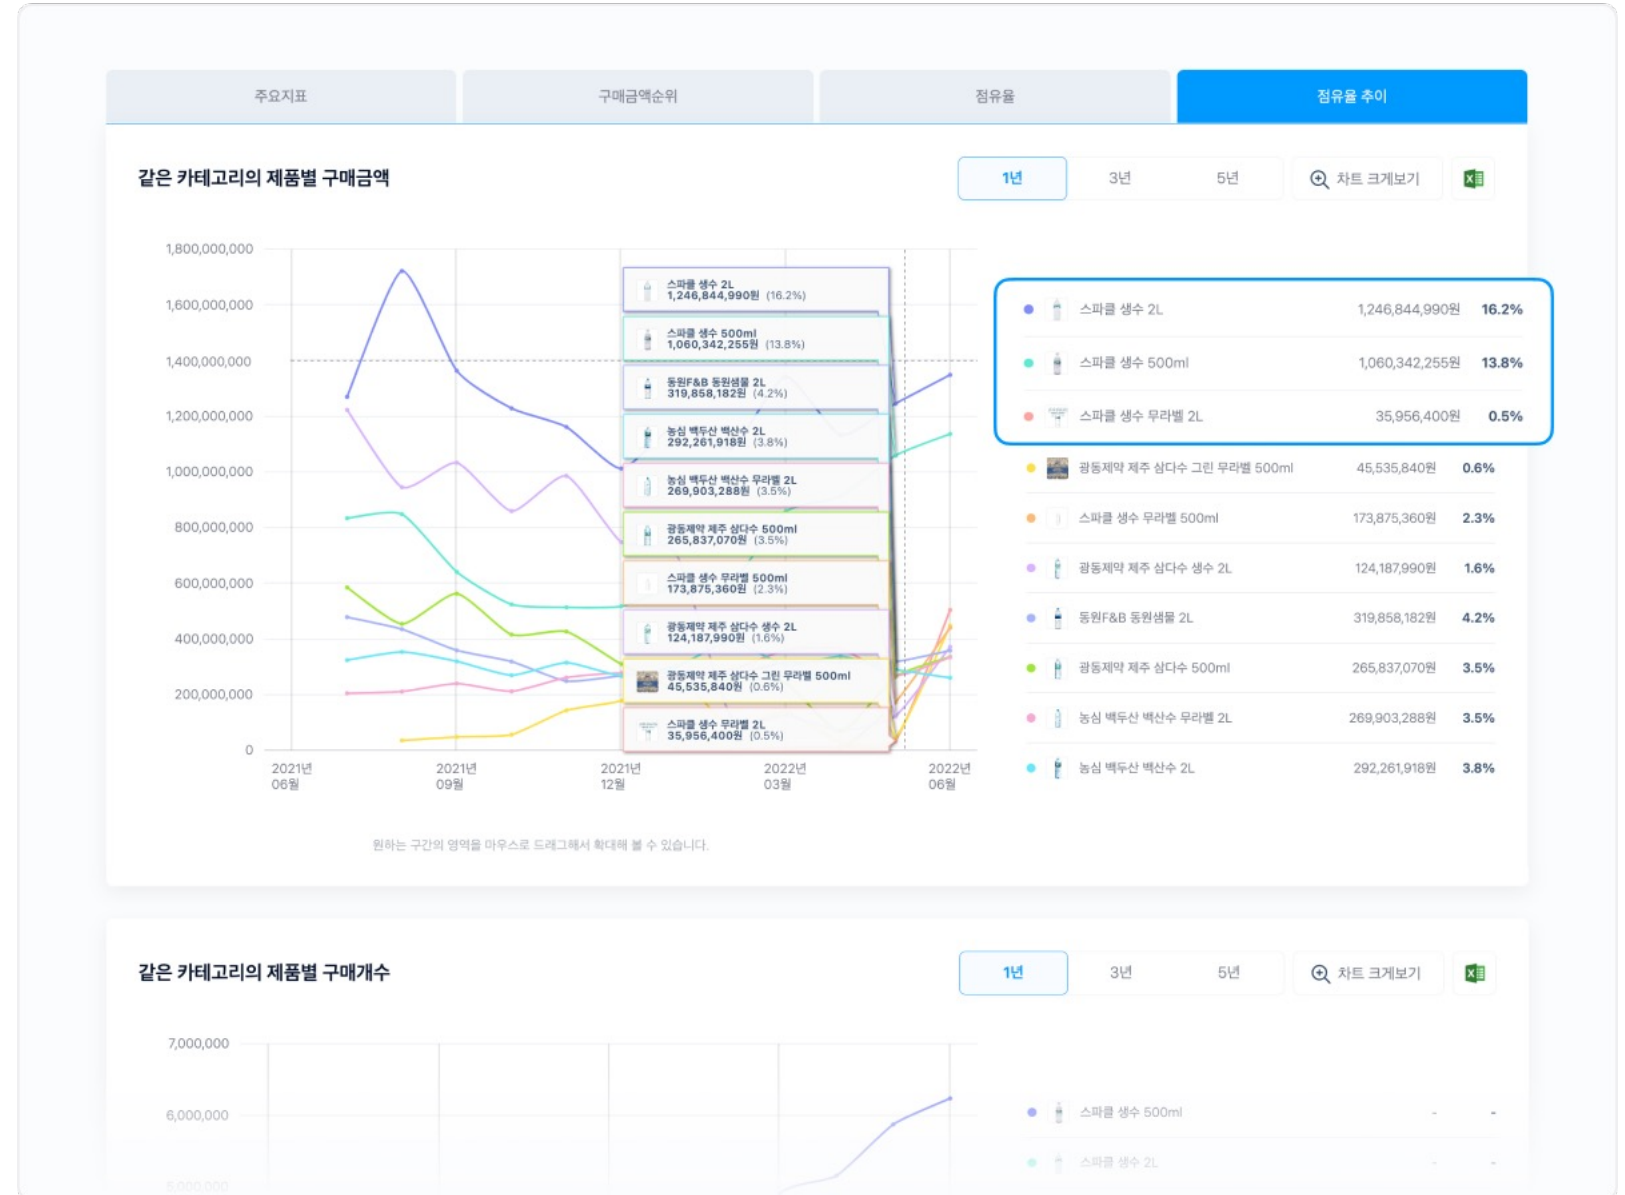 주요지표
구매금액순위
점유율
점유율 추이
같은 카테고리의 제품별 구매금액
1년
3년
5년
차트 크게보기
1,800,000,000
1,600,000,000
1,400,000,000
1,200,000,000
1,000,000,000
800,000,000
600,000,000
400,000,000
200,000,000
0
2021년
06월
2021년
09월
2021년
12월
2022년
03월
2022년
06월
스파클 생수 2L
1,246,844,990원 (16.2%)
스파클 생수 500ml
1,060,342,255원 (13.8%)
동원F&B 동원샘물 2L
319,858,182원 (4.2%)
농심 백두산 백산수 2L
292,261,918원 (3.8%)
농심 백두산 백산수 무라벨 2L
269,903,288원 (3.5%)
광동제약 제주 삼다수 500ml
265,837,070원 (3.5%)
스파클 생수 무라벨 500ml
173,875,360원 (2.3%)
광동제약 제주 삼다수 생수 2L
124,187,990원 (1.6%)
광동제약 제주 삼다수 그린 무라벨 500ml
45,535,840원 (0.6%)
스파클 생수 무라벨 2L
35,956,400원 (0.5%)
스파클 생수 2L 1,246,844,990원 16.2%
스파클 생수 500ml 1,060,342,255원 13.8%
스파클 생수 무라벨 2L 35,956,400원 0.5%
광동제약 제주 삼다수 그린 무라벨 500ml 45,535,840원 0.6%
스파클 생수 무라벨 500ml 173,875,360원 2.3%
광동제약 제주 삼다수 생수 2L 124,187,990원 1.6%
동원F&B 동원샘물 2L 319,858,182원 4.2%
광동제약 제주 삼다수 500ml 265,837,070원 3.5%
농심 백두산 백산수 무라벨 2L 269,903,288원 3.5%
농심 백두산 백산수 2L 292,261,918원 3.8%
원하는 구간의 영역을 마우스로 드래그해서 확대해 볼 수 있습니다.
같은 카테고리의 제품별 구매개수
1년
3년
5년
차트 크게보기
7,000,000
6,000,000
5,000,000
스파클 생수 500ml - -
스파클 생수 2L - -